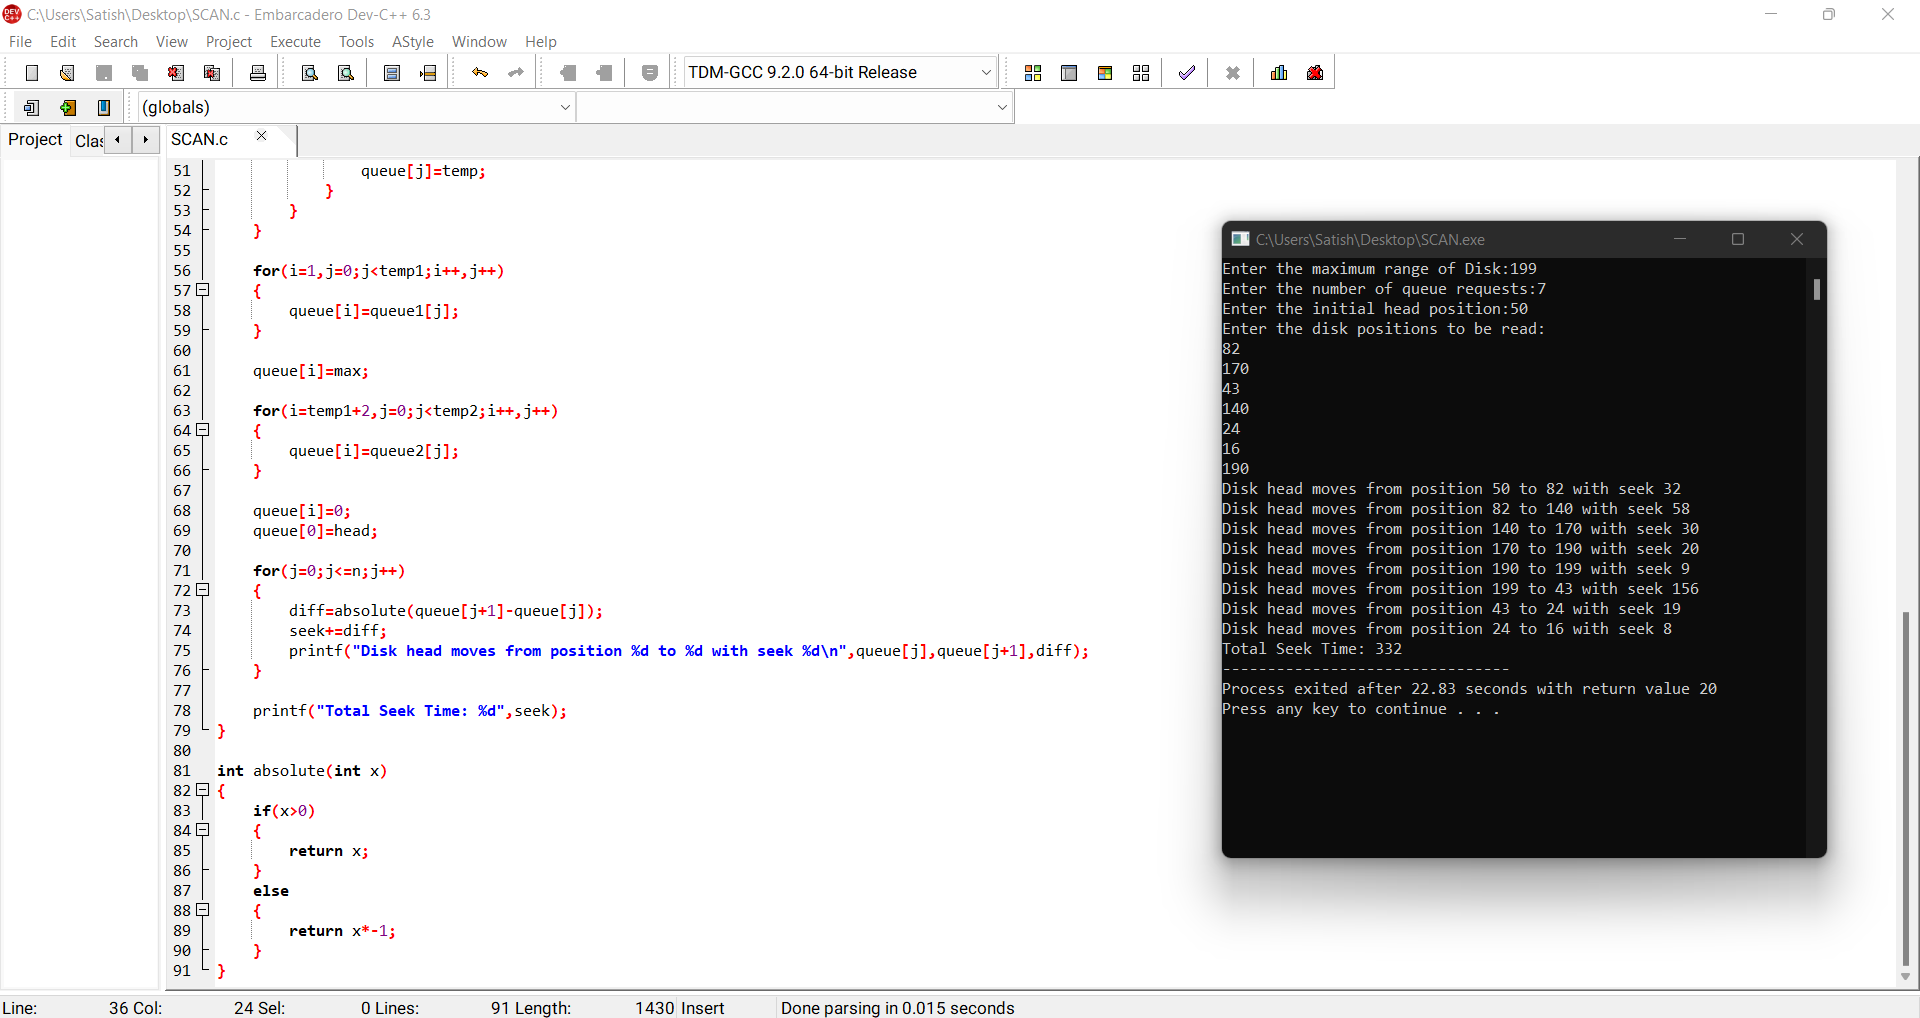 C:\Users\Satish\Desktop\SCAN.c - Embarcadero Dev-C++ 6.3
File Edit Search View Project Execute Tools AStyle Window Help
TDM-GCC 9.2.0 64-bit Release
(globals)
Project Clas
SCAN.c
51 queue[j]=temp;
52 }
53 }
54 }
55
56 for(i=1,j=0;j<temp1;i++,j++)
57 {
58 queue[i]=queue1[j];
59 }
60
61 queue[i]=max;
62
63 for(i=temp1+2,j=0;j<temp2;i++,j++)
64 {
65 queue[i]=queue2[j];
66 }
67
68 queue[i]=0;
69 queue[0]=head;
70
71 for(j=0;j<=n;j++)
72 {
73 diff=absolute(queue[j+1]-queue[j]);
74 seek+=diff;
75 printf("Disk head moves from position %d to %d with seek %d\n",queue[j],queue[j+1],diff);
76 }
77
78 printf("Total Seek Time: %d",seek);
79 }
80
81 int absolute(int x)
82 {
83 if(x>0)
84 {
85 return x;
86 }
87 else
88 {
89 return x*-1;
90 }
91 }
C:\Users\Satish\Desktop\SCAN.exe
Enter the maximum range of Disk:199
Enter the number of queue requests:7
Enter the initial head position:50
Enter the disk positions to be read:
82
170
43
140
24
16
190
Disk head moves from position 50 to 82 with seek 32
Disk head moves from position 82 to 140 with seek 58
Disk head moves from position 140 to 170 with seek 30
Disk head moves from position 170 to 190 with seek 20
Disk head moves from position 190 to 199 with seek 9
Disk head moves from position 199 to 43 with seek 156
Disk head moves from position 43 to 24 with seek 19
Disk head moves from position 24 to 16 with seek 8
Total Seek Time: 332
--------------------------------
Process exited after 22.83 seconds with return value 20
Press any key to continue . . .
Line: 36 Col: 24 Sel: 0 Lines: 91 Length: 1430 Insert Done parsing in 0.015 seconds